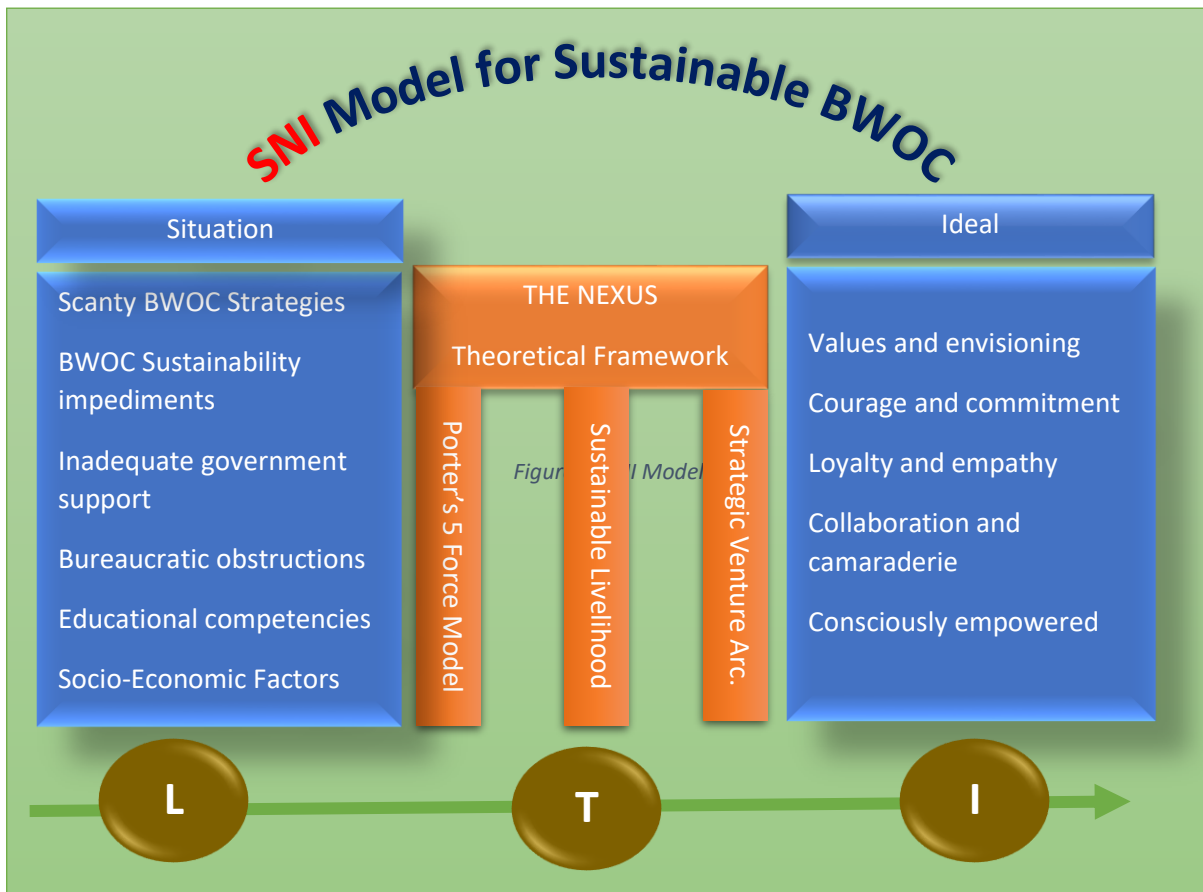 SNI Model for Sustainable BWOC
Situation
Scanty BWOC Strategies
BWOC Sustainability
impediments
Inadequate government
support
Bureaucratic obstructions
Educational competencies
Socio-Economic Factors
THE NEXUS
Theoretical Framework
Porter's 5 Force Model
Sustainable Livelihood
Strategic Venture Arc.
Model
Ideal
Values and envisioning
Courage and commitment
Loyalty and empathy
Collaboration and
camaraderie
Consciously empowered
L
T
I